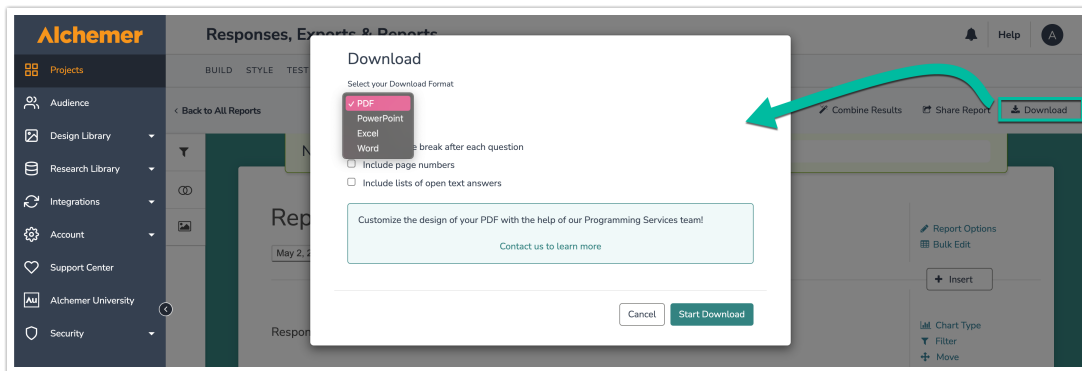 Alchemer
Responses, Exports & Reports
Help
A
Projects
Audience
Design Library
Research Library
Integrations
Account
Support Center
Alchemer University
Security
BUILD STYLE TEST
< Back to All Reports
Combine Results
Share Report
Download
Download
Select your Download Format
✓ PDF
PowerPoint
Excel
Word
break after each question
Include page numbers
Include lists of open text answers
Customize the design of your PDF with the help of our Programming Services team!
Contact us to learn more
Cancel
Start Download
N
Rep
May 2, 2
Respon
Report Options
Bulk Edit
+ Insert
Chart Type
Filter
Move